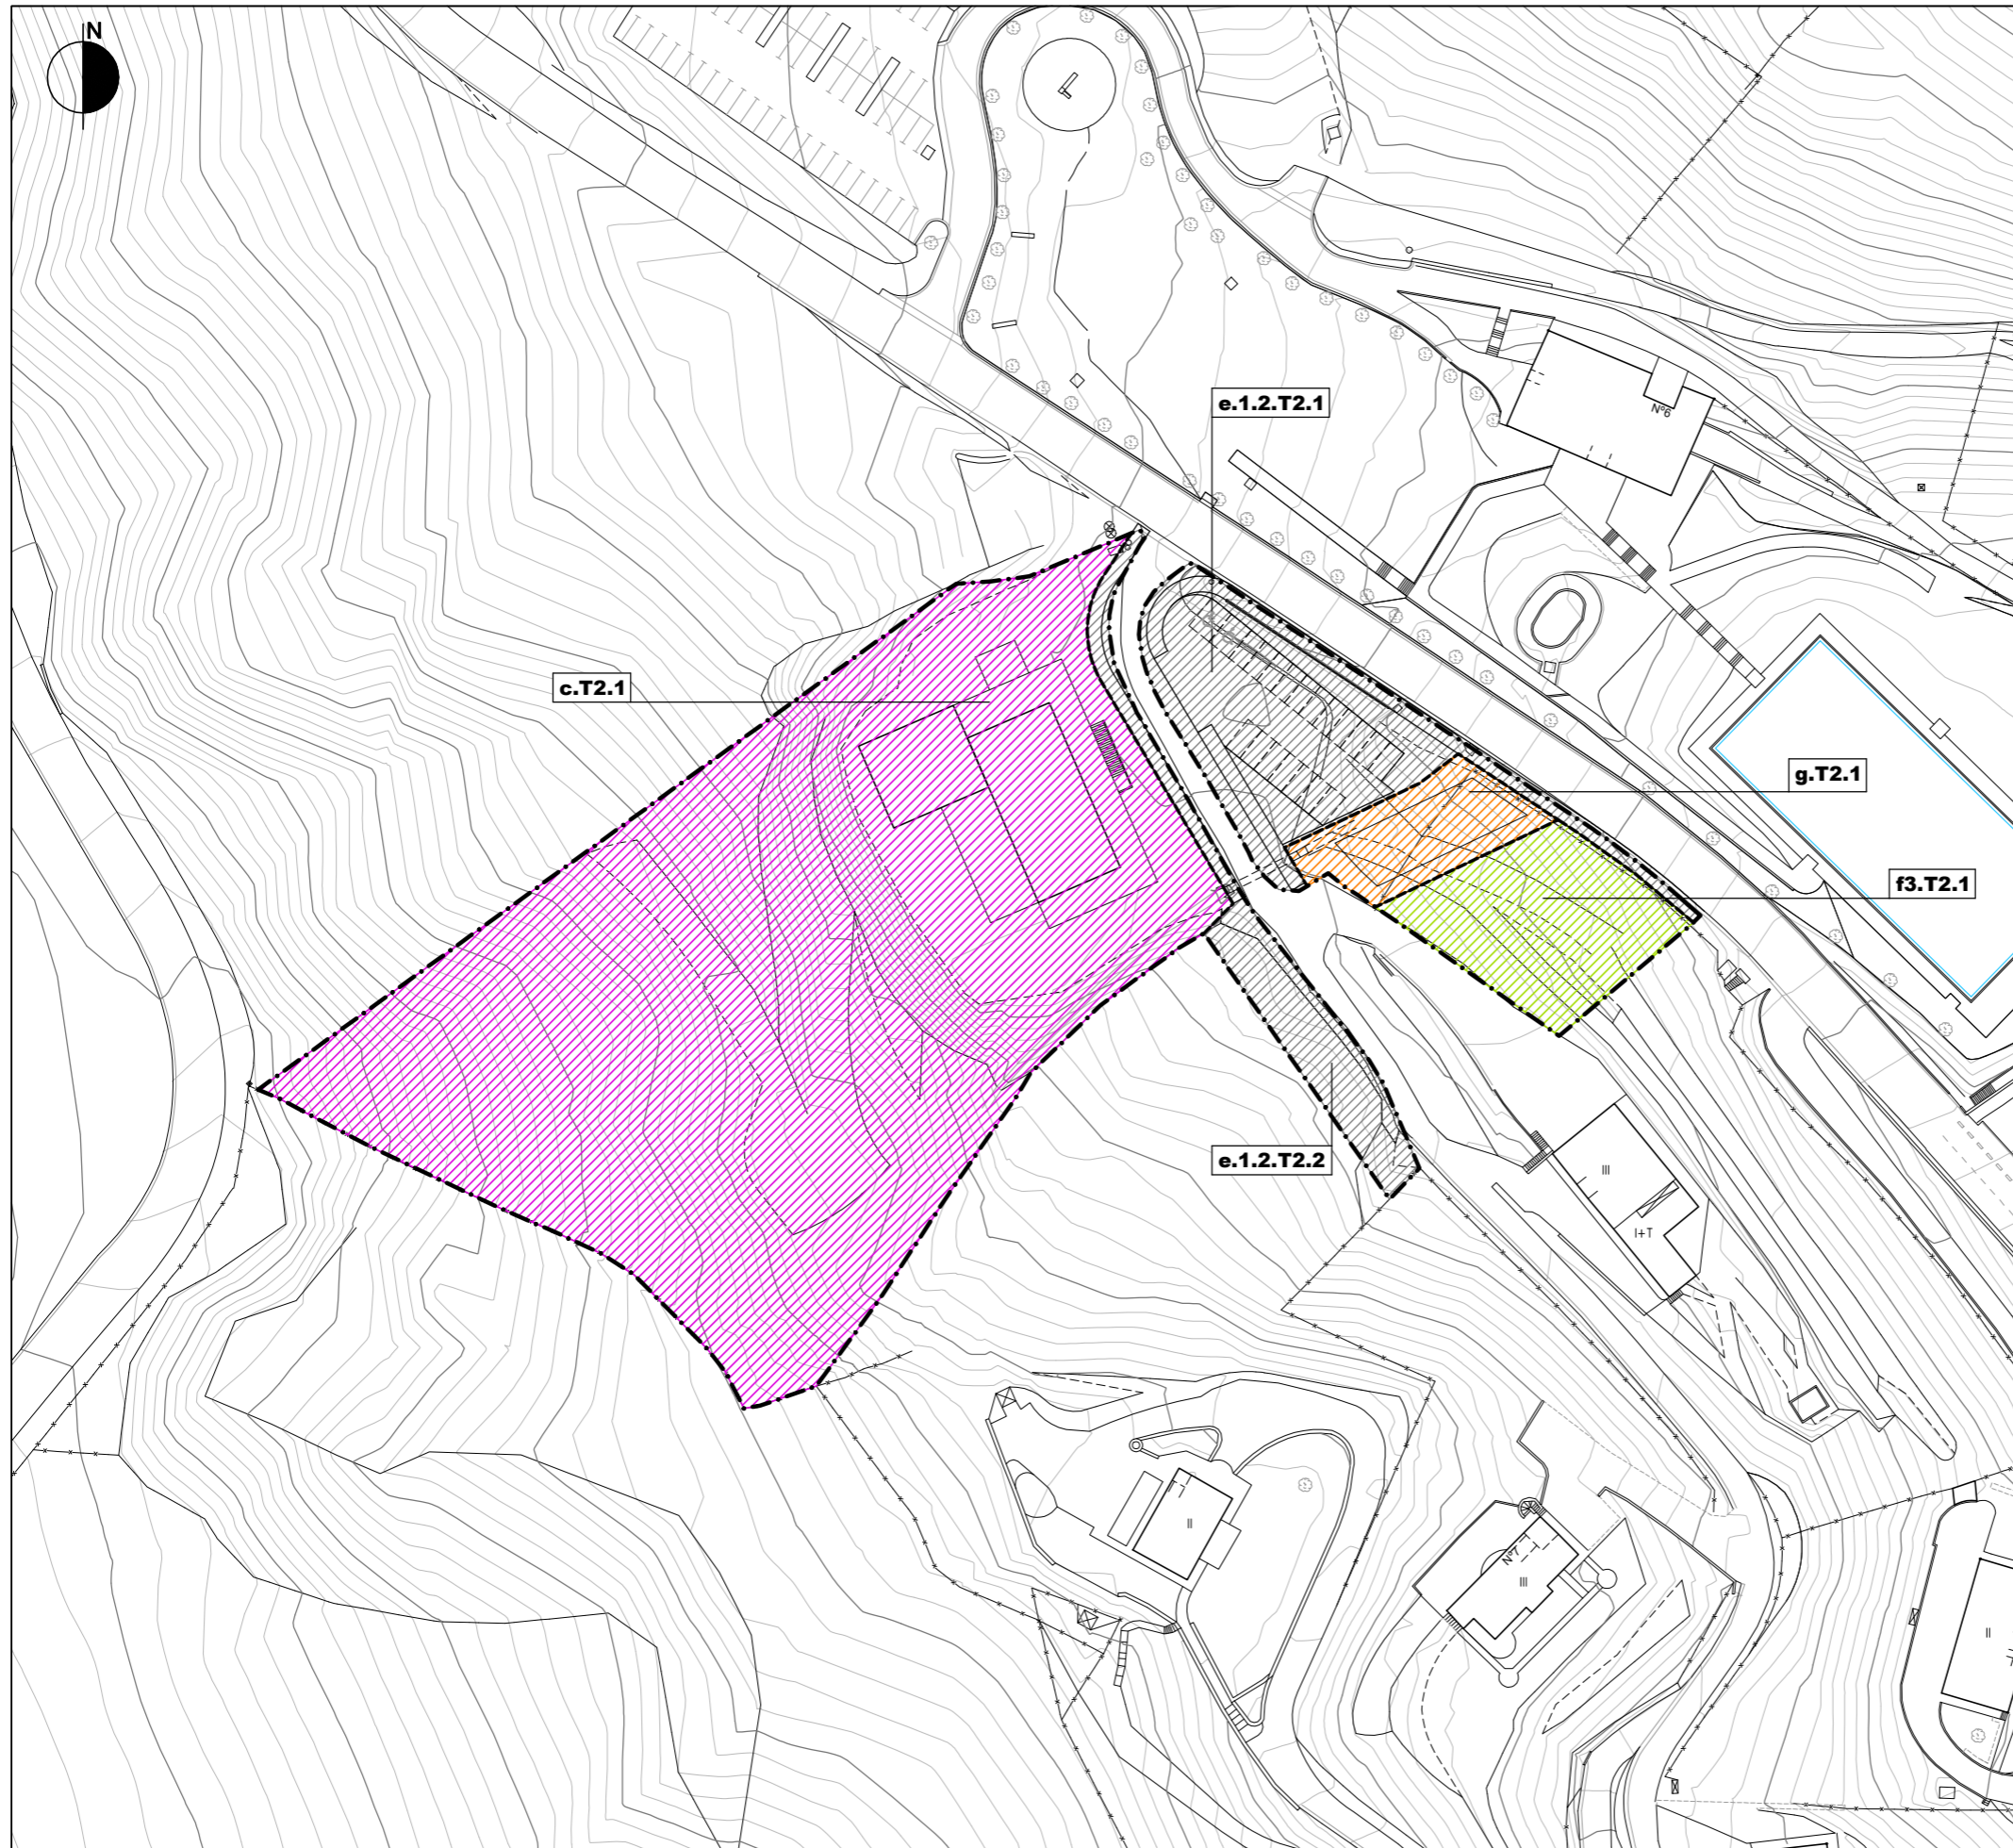 N
e.1.2.T2.1
Nº6
c.T2.1
g.T2.1
f3.T2.1
e.1.2.T2.2
III
I+T
II
Nº7
III
II